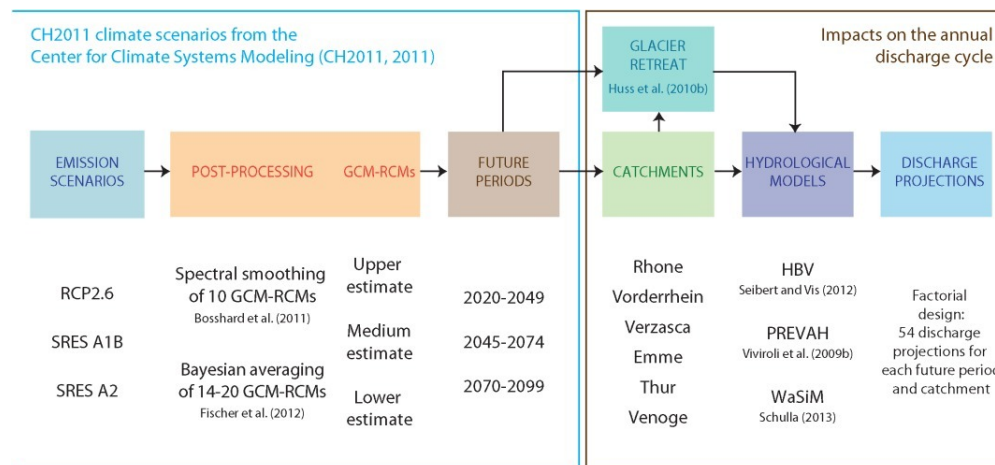 CH2011 climate scenarios from the
Center for Climate Systems Modeling (CH2011, 2011)
Impacts on the annual
discharge cycle
GLACIER
RETREAT
Huss et al. (2010b)
EMISSION
SCENARIOS
POST-PROCESSING
GCM-RCMs
FUTURE
PERIODS
CATCHMENTS
HYDROLOGICAL
MODELS
DISCHARGE
PROJECTIONS
RCP2.6
SRES A1B
SRES A2
Spectral smoothing
of 10 GCM-RCMs
Bosshard et al. (2011)
Bayesian averaging
of 14-20 GCM-RCMs
Fischer et al. (2012)
Upper
estimate
Medium
estimate
Lower
estimate
2020-2049
2045-2074
2070-2099
Rhone
Vorderrhein
Verzasca
Emme
Thur
Venoge
HBV
Seibert and Vis (2012)
PREVAH
Viviroli et al. (2009b)
WaSiM
Schulla (2013)
Factorial
design:
54 discharge
projections for
each future period
and catchment